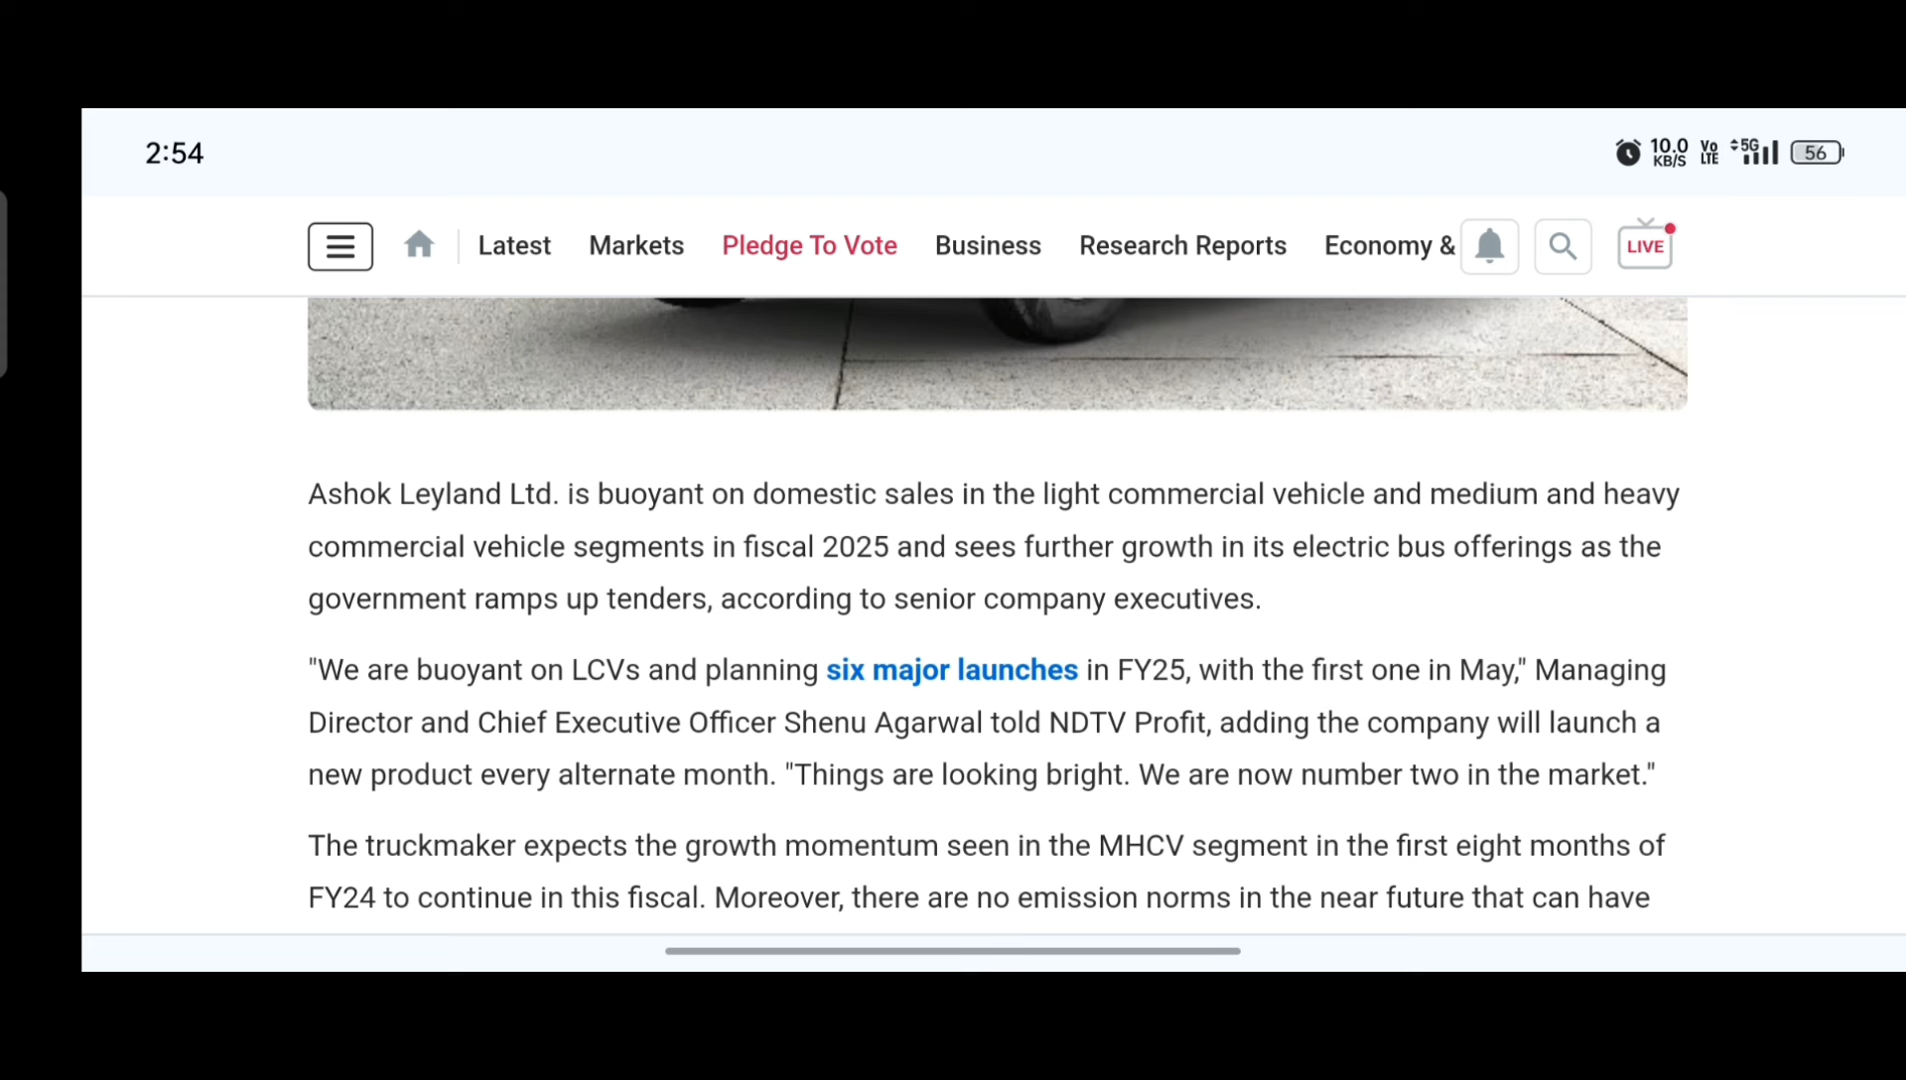 2:54
10.0 KB/S Vo LTE 5G 56
Latest Markets Pledge To Vote Business Research Reports Economy & LIVE
Ashok Leyland Ltd. is buoyant on domestic sales in the light commercial vehicle and medium and heavy
commercial vehicle segments in fiscal 2025 and sees further growth in its electric bus offerings as the
government ramps up tenders, according to senior company executives.
"We are buoyant on LCVs and planning six major launches in FY25, with the first one in May," Managing
Director and Chief Executive Officer Shenu Agarwal told NDTV Profit, adding the company will launch a
new product every alternate month. "Things are looking bright. We are now number two in the market."
The truckmaker expects the growth momentum seen in the MHCV segment in the first eight months of
FY24 to continue in this fiscal. Moreover, there are no emission norms in the near future that can have